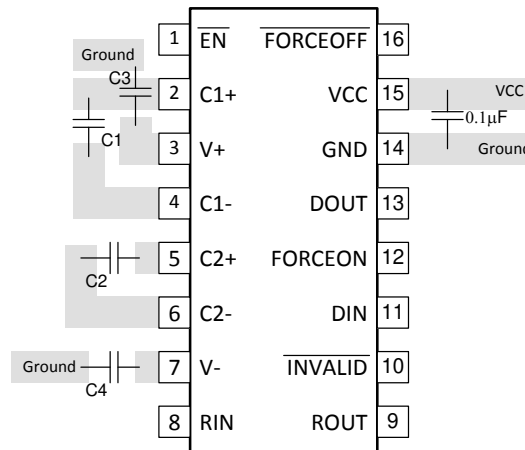 1 EN FORCEOFF 16
Ground
C3
2 C1+ VCC 15 VCC
C1 0.1µF
3 V+ GND 14 Ground
4 C1- DOUT 13
5 C2+ FORCEON 12
C2
6 C2- DIN 11
Ground 7 V- INVALID 10
C4
8 RIN ROUT 9